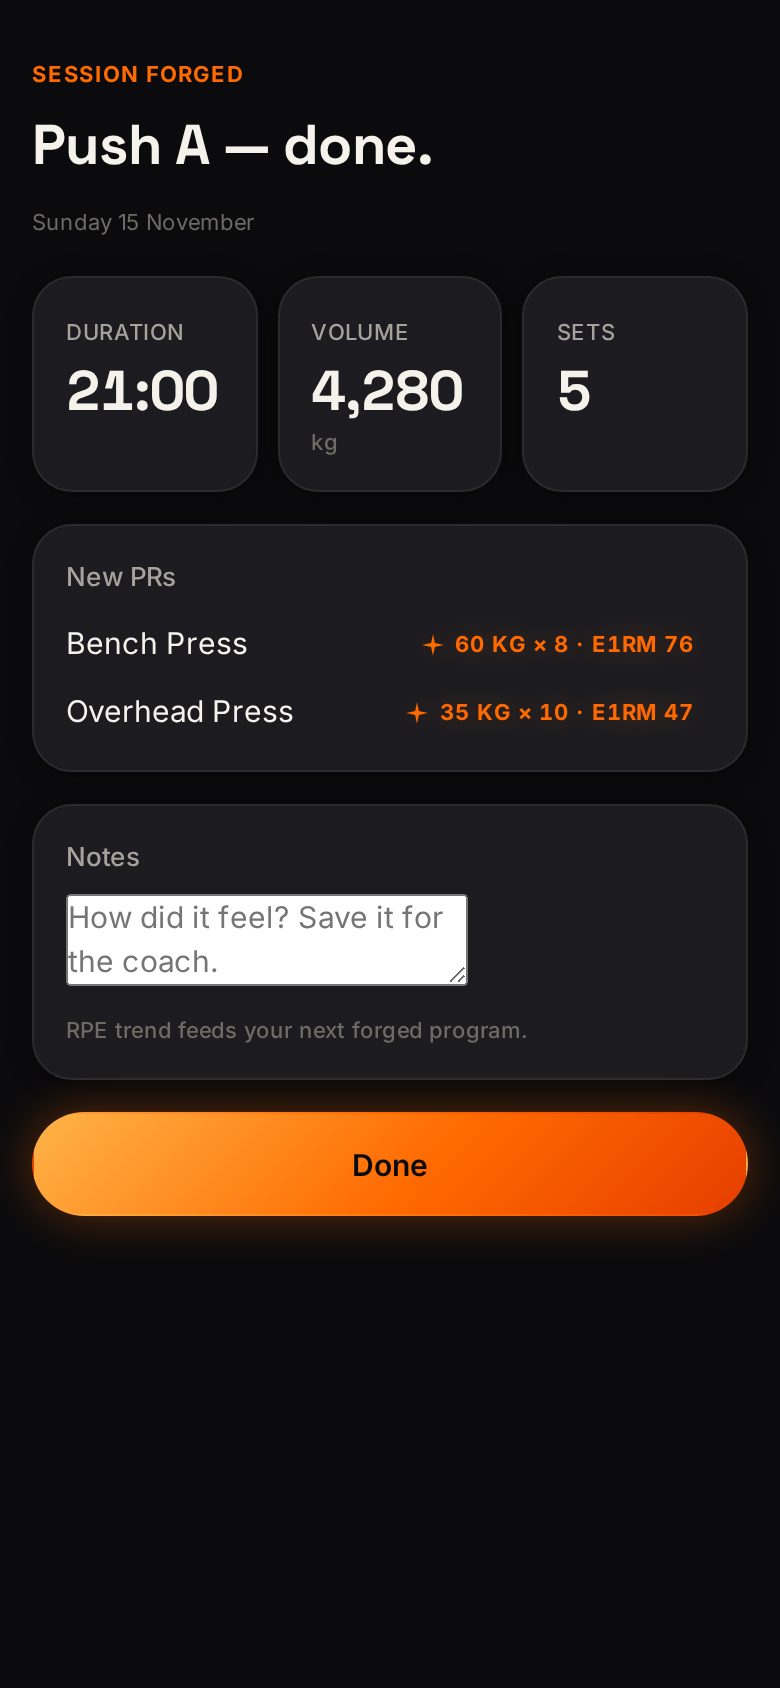 SESSION FORGED
Push A — done.
Sunday 15 November
DURATION
21:00
VOLUME
4,280
kg
SETS
5
New PRs
Bench Press
60 KG × 8 · E1RM 76
Overhead Press
35 KG × 10 · E1RM 47
Notes
How did it feel? Save it for
the coach.
RPE trend feeds your next forged program.
Done